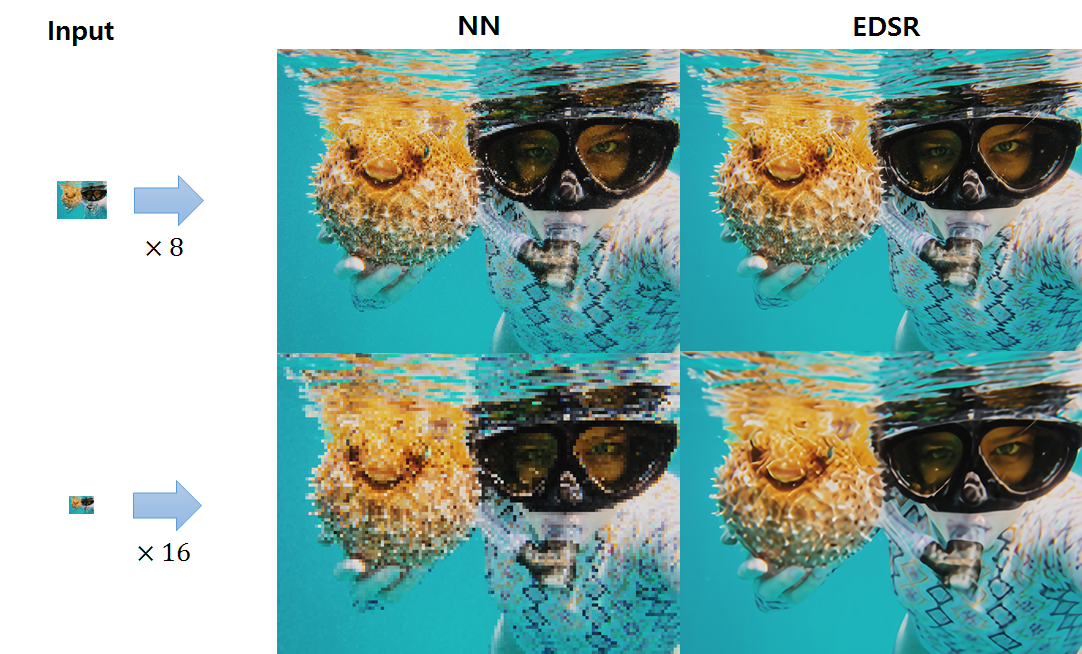 Input
NN
EDSR
× 8
× 16